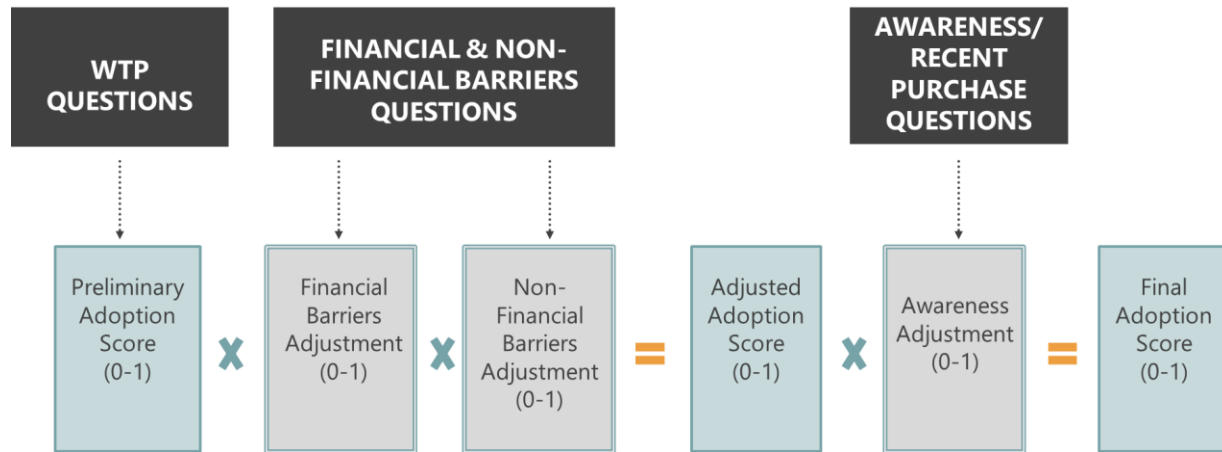 WTP
QUESTIONS
FINANCIAL & NON-
FINANCIAL BARRIERS
QUESTIONS
AWARENESS/
RECENT
PURCHASE
QUESTIONS
Preliminary
Adoption
Score
(0-1)
×
Financial
Barriers
Adjustment
(0-1)
×
Non-
Financial
Barriers
Adjustment
(0-1)
=
Adjusted
Adoption
Score
(0-1)
×
Awareness
Adjustment
(0-1)
=
Final
Adoption
Score
(0-1)